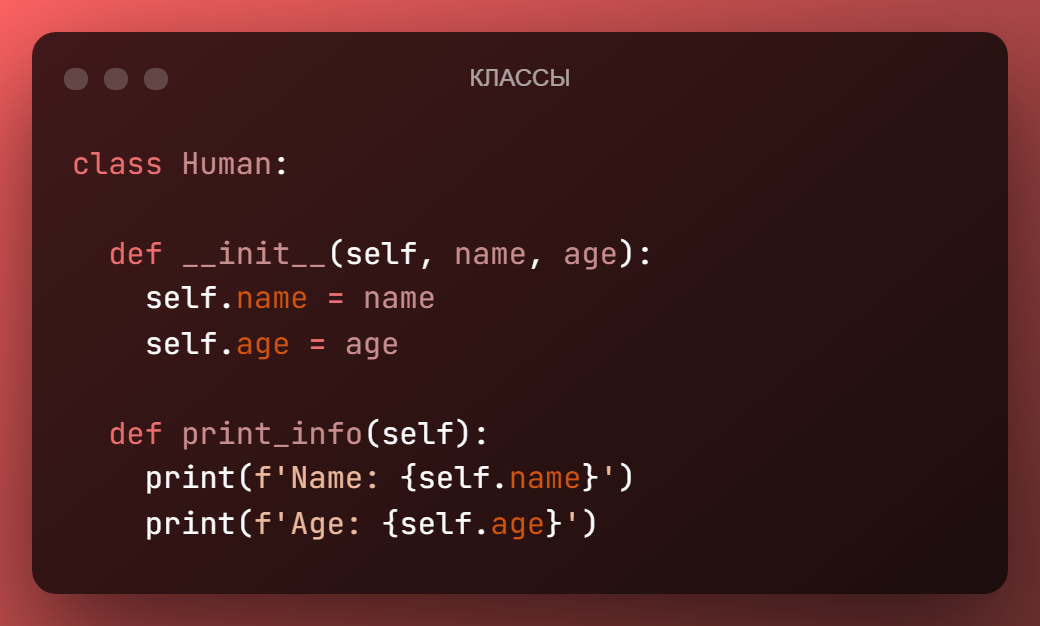 КЛАССЫ
class Human:
  def __init__(self, name, age):
    self.name = name
    self.age = age
  def print_info(self):
    print(f'Name: {self.name}')
    print(f'Age: {self.age}')